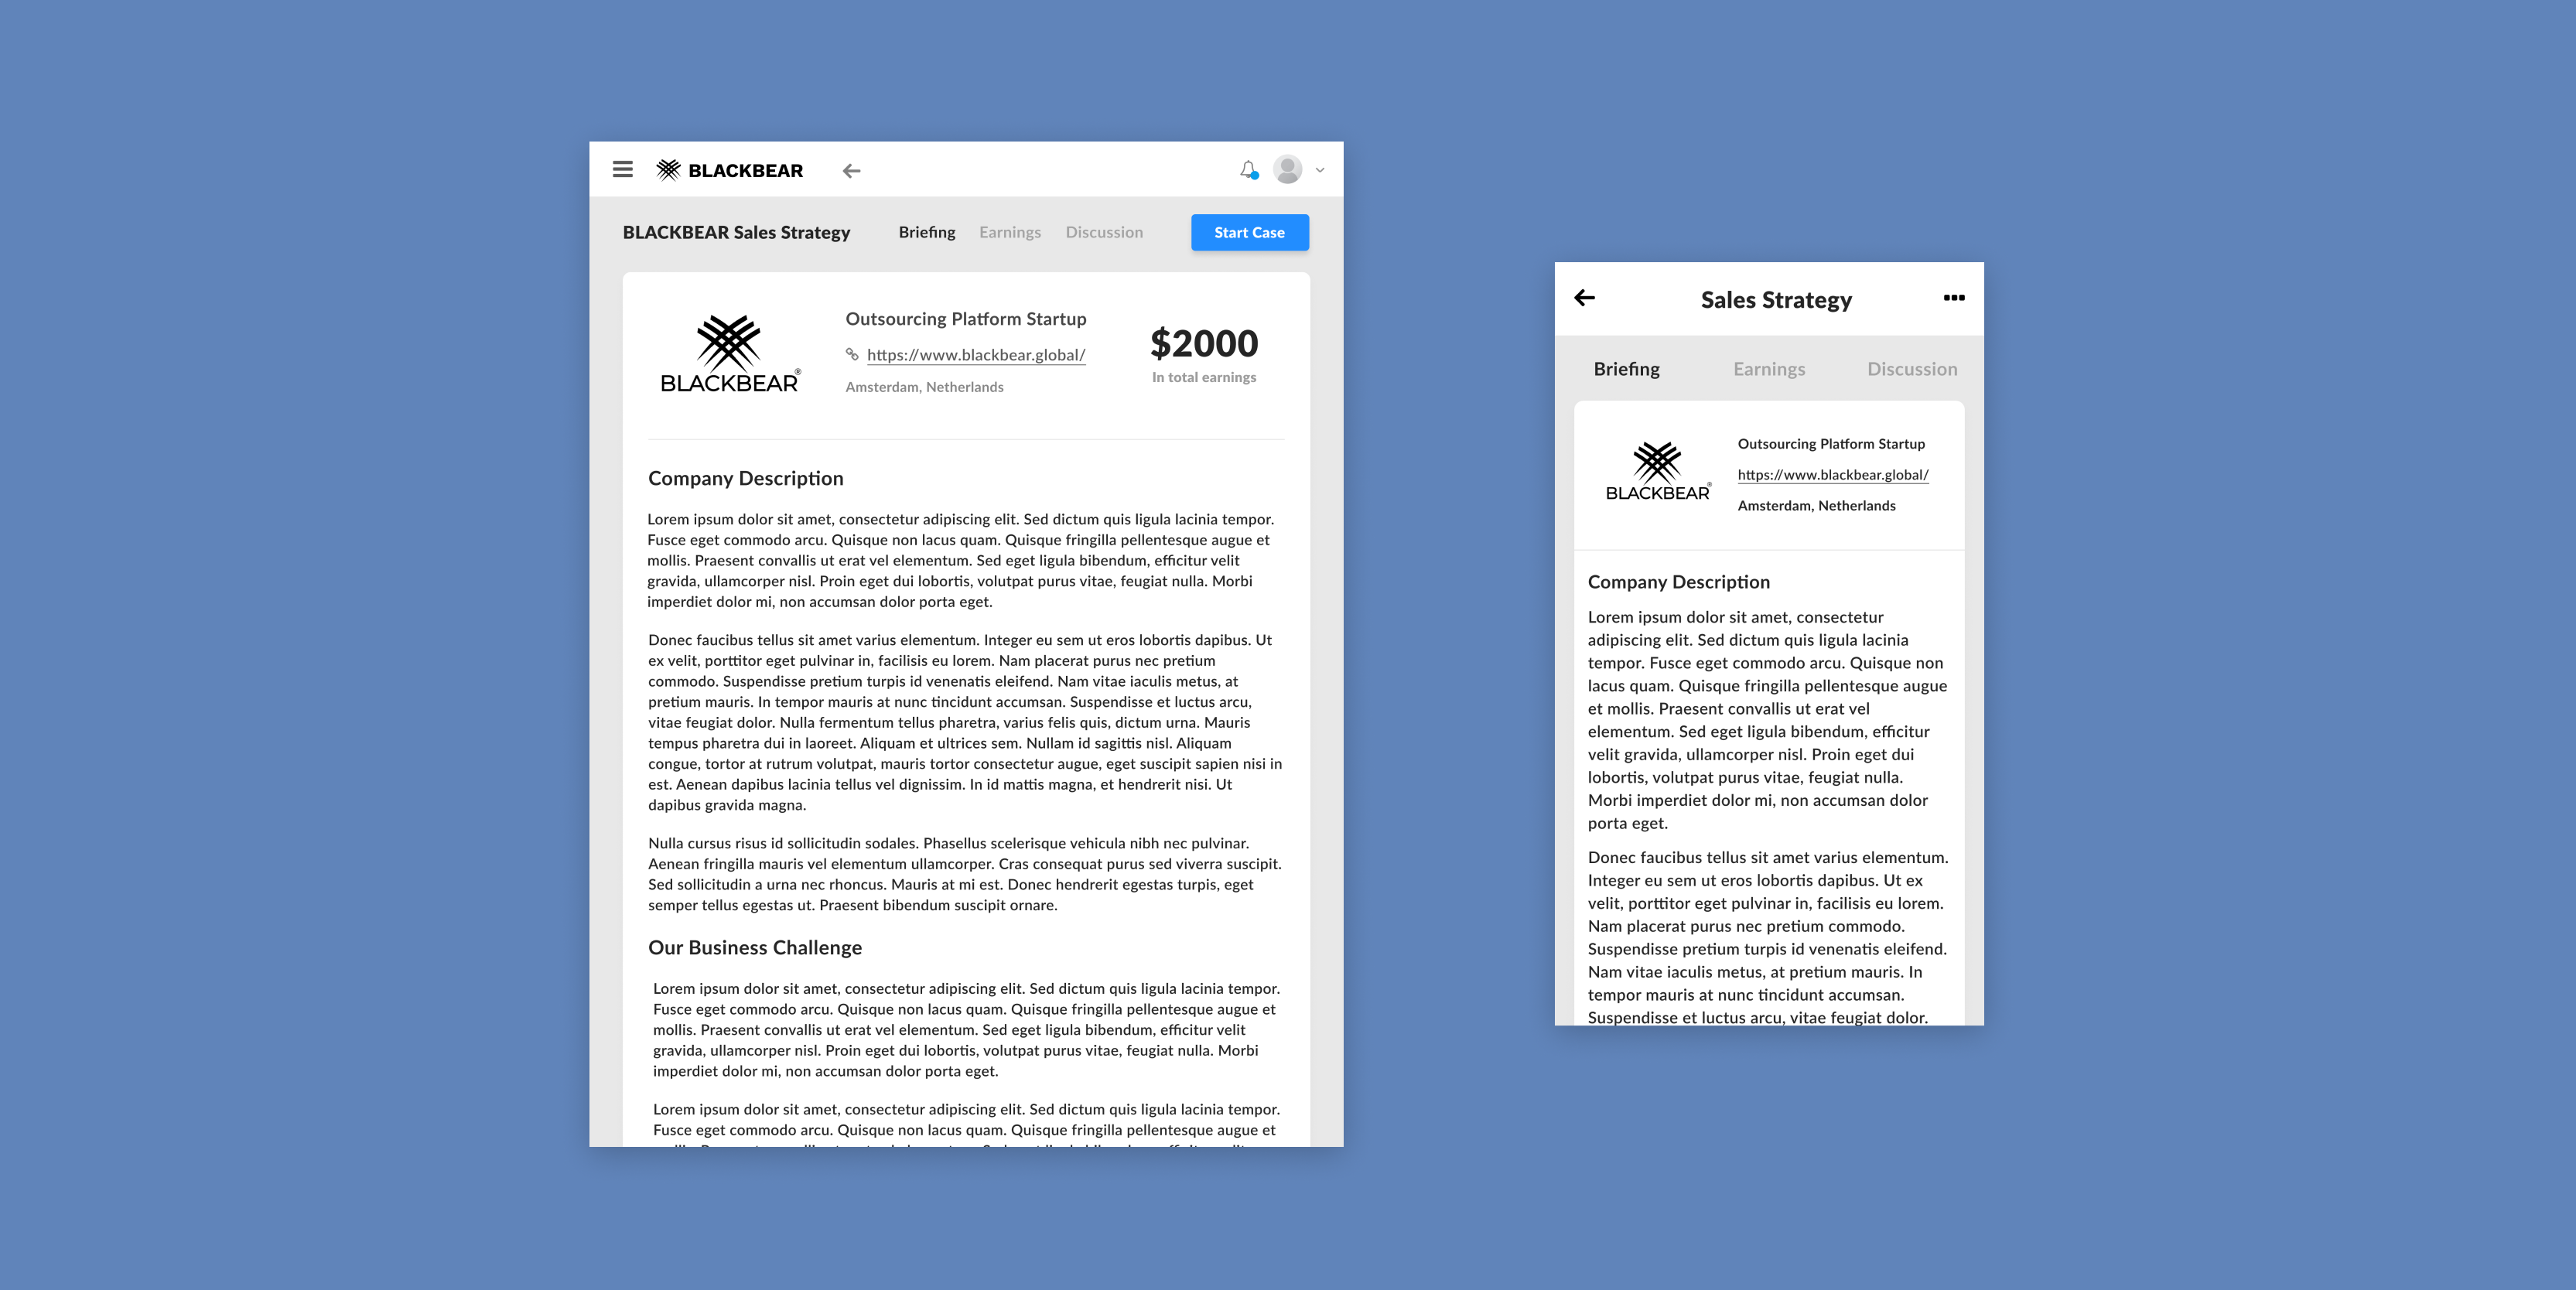 BLACKBEAR
BLACKBEAR Sales Strategy
Briefing
Earnings
Discussion
Start Case
BLACKBEAR®
Outsourcing Platform Startup
https://www.blackbear.global/
Amsterdam, Netherlands
$2000
In total earnings
Company Description
Lorem ipsum dolor sit amet, consectetur adipiscing elit. Sed dictum quis ligula lacinia tempor.
Fusce eget commodo arcu. Quisque non lacus quam. Quisque fringilla pellentesque augue et
mollis. Praesent convallis ut erat vel elementum. Sed eget ligula bibendum, efficitur velit
gravida, ullamcorper nisl. Proin eget dui lobortis, volutpat purus vitae, feugiat nulla. Morbi
imperdiet dolor mi, non accumsan dolor porta eget.
Donec faucibus tellus sit amet varius elementum. Integer eu sem ut eros lobortis dapibus. Ut
ex velit, porttitor eget pulvinar in, facilisis eu lorem. Nam placerat purus nec pretium
commodo. Suspendisse pretium turpis id venenatis eleifend. Nam vitae iaculis metus, at
pretium mauris. In tempor mauris at nunc tincidunt accumsan. Suspendisse et luctus arcu,
vitae feugiat dolor. Nulla fermentum tellus pharetra, varius felis quis, dictum urna. Mauris
tempus pharetra dui in laoreet. Aliquam et ultrices sem. Nullam id sagittis nisl. Aliquam
congue, tortor at rutrum volutpat, mauris tortor consectetur augue, eget suscipit sapien nisi in
est. Aenean dapibus lacinia tellus vel dignissim. In id mattis magna, et hendrerit nisi. Ut
dapibus gravida magna.
Nulla cursus risus id sollicitudin sodales. Phasellus scelerisque vehicula nibh nec pulvinar.
Aenean fringilla mauris vel elementum ullamcorper. Cras consequat purus sed viverra suscipit.
Sed sollicitudin a urna nec rhoncus. Mauris at mi est. Donec hendrerit egestas turpis, eget
semper tellus egestas ut. Praesent bibendum suscipit ornare.
Our Business Challenge
Lorem ipsum dolor sit amet, consectetur adipiscing elit. Sed dictum quis ligula lacinia tempor.
Fusce eget commodo arcu. Quisque non lacus quam. Quisque fringilla pellentesque augue et
mollis. Praesent convallis ut erat vel elementum. Sed eget ligula bibendum, efficitur velit
gravida, ullamcorper nisl. Proin eget dui lobortis, volutpat purus vitae, feugiat nulla. Morbi
imperdiet dolor mi, non accumsan dolor porta eget.
Lorem ipsum dolor sit amet, consectetur adipiscing elit. Sed dictum quis ligula lacinia tempor.
Fusce eget commodo arcu. Quisque non lacus quam. Quisque fringilla pellentesque augue et
Sales Strategy
Briefing
Earnings
Discussion
BLACKBEAR®
Outsourcing Platform Startup
https://www.blackbear.global/
Amsterdam, Netherlands
Company Description
Lorem ipsum dolor sit amet, consectetur
adipiscing elit. Sed dictum quis ligula lacinia
tempor. Fusce eget commodo arcu. Quisque non
lacus quam. Quisque fringilla pellentesque augue
et mollis. Praesent convallis ut erat vel
elementum. Sed eget ligula bibendum, efficitur
velit gravida, ullamcorper nisl. Proin eget dui
lobortis, volutpat purus vitae, feugiat nulla.
Morbi imperdiet dolor mi, non accumsan dolor
porta eget.
Donec faucibus tellus sit amet varius elementum.
Integer eu sem ut eros lobortis dapibus. Ut ex
velit, porttitor eget pulvinar in, facilisis eu lorem.
Nam placerat purus nec pretium commodo.
Suspendisse pretium turpis id venenatis eleifend.
Nam vitae iaculis metus, at pretium mauris. In
tempor mauris at nunc tincidunt accumsan.
Suspendisse et luctus arcu, vitae feugiat dolor.